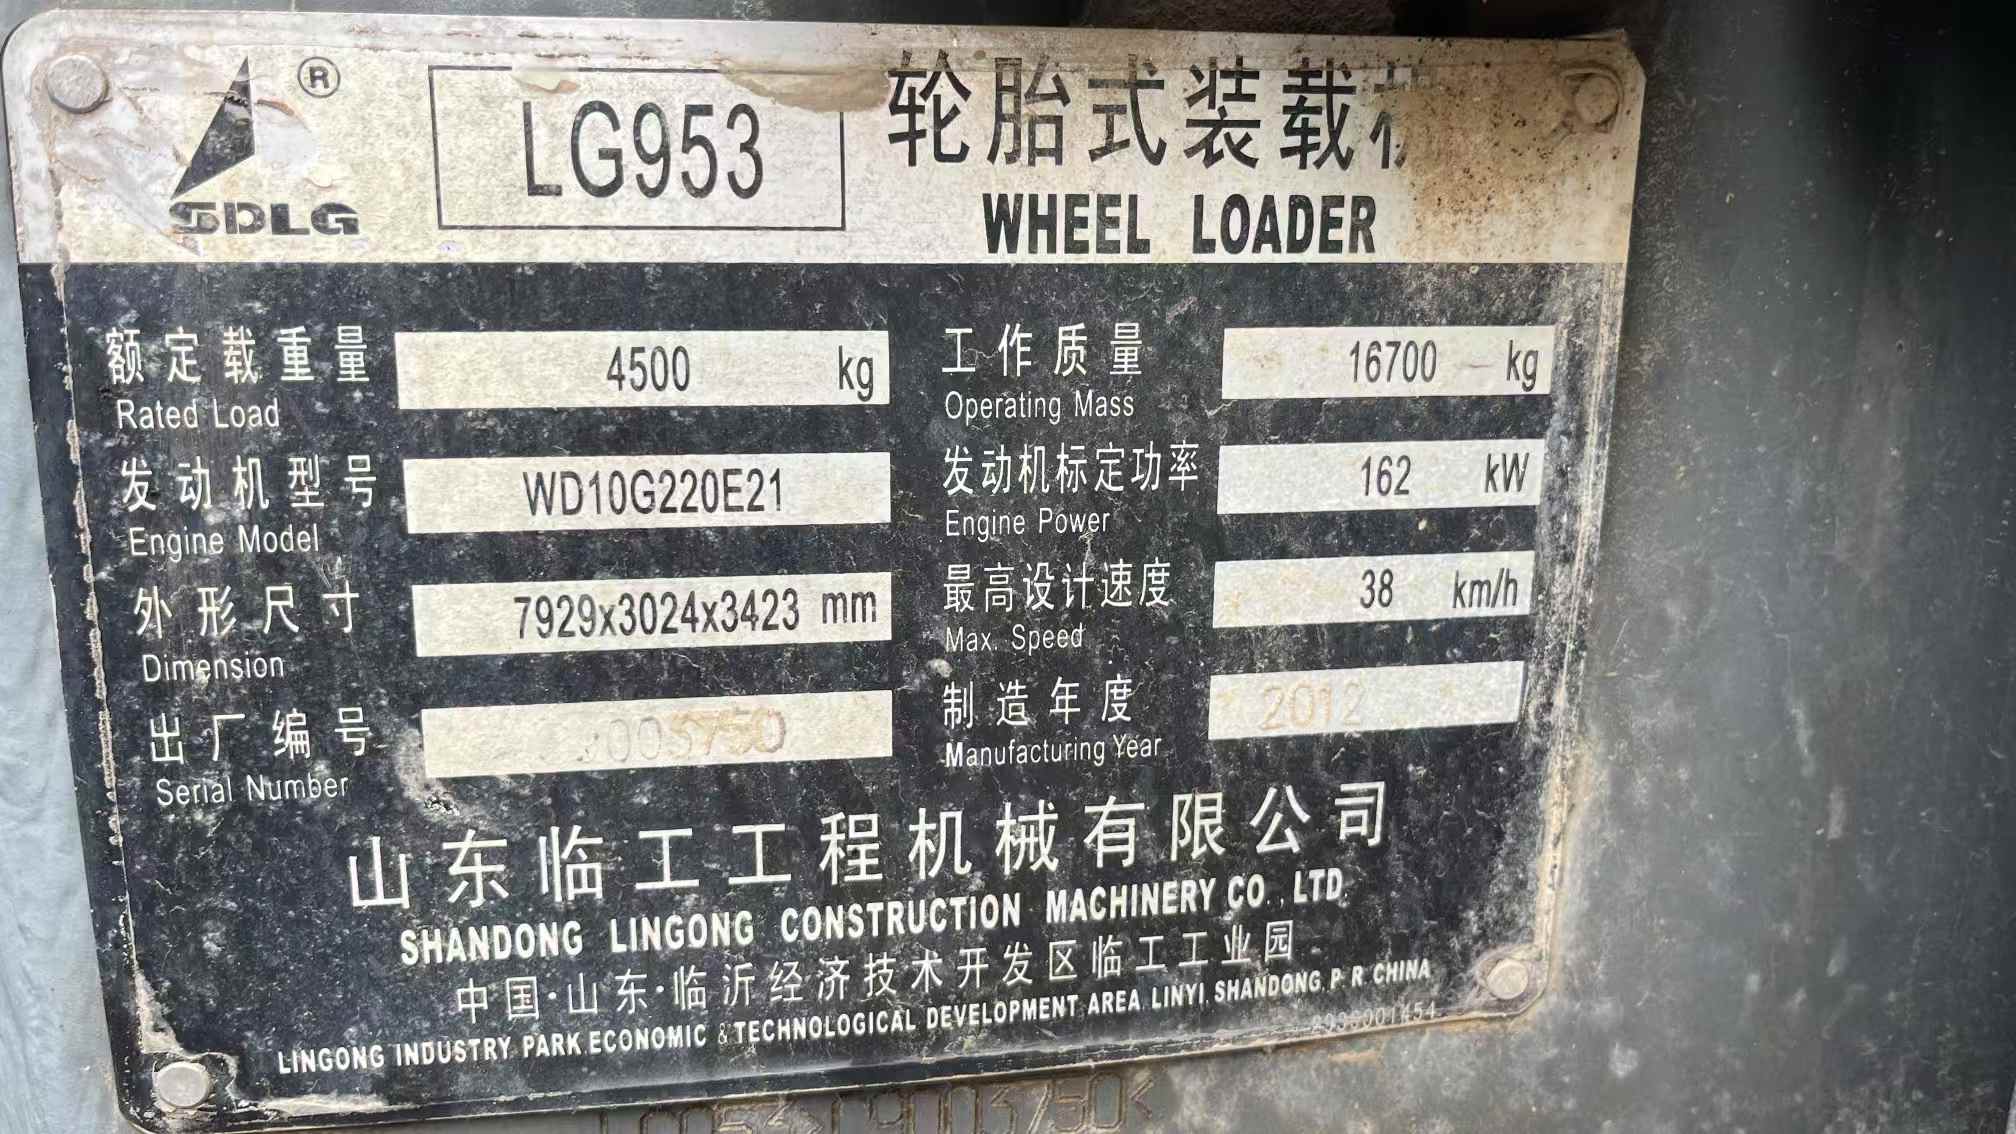 ®
SDLG
LG953
轮胎式装载机
WHEEL LOADER
额定载重量 4500 kg
Rated Load
工作质量 16700 kg
Operating Mass
发动机型号 WD10G220E21
Engine Model
发动机标定功率 162 kW
Engine Power
外形尺寸 7929x3024x3423 mm
Dimension
最高设计速度 38 km/h
Max. Speed
出厂编号
Serial Number
制造年度 2012
Manufacturing Year
山东临工工程机械有限公司
SHANDONG LINGONG CONSTRUCTION MACHINERY CO.,LTD.
中国·山东·临沂经济技术开发区临工工业园
LINGONG INDUSTRY PARK.ECONOMIC & TECHNOLOGICAL DEVELOPMENT AREA LINYI, SHANDONG, P. R. CHINA